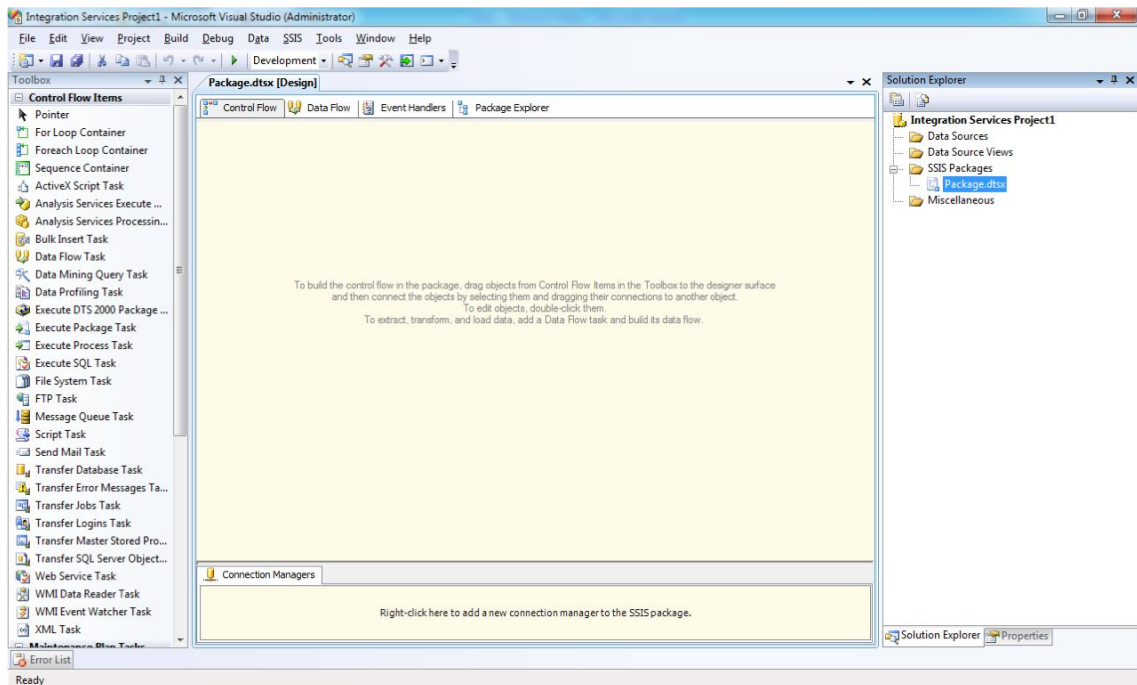 Integration Services Project1 - Microsoft Visual Studio (Administrator)
File Edit View Project Build Debug Data SSIS Tools Window Help
Development
Toolbox
Control Flow Items
Pointer
For Loop Container
Foreach Loop Container
Sequence Container
ActiveX Script Task
Analysis Services Execute ...
Analysis Services Processin...
Bulk Insert Task
Data Flow Task
Data Mining Query Task
Data Profiling Task
Execute DTS 2000 Package ...
Execute Package Task
Execute Process Task
Execute SQL Task
File System Task
FTP Task
Message Queue Task
Script Task
Send Mail Task
Transfer Database Task
Transfer Error Messages Ta...
Transfer Jobs Task
Transfer Logins Task
Transfer Master Stored Pro...
Transfer SQL Server Object...
Web Service Task
WMI Data Reader Task
WMI Event Watcher Task
XML Task
Maintenance Plan Tasks
Package.dtsx [Design]
Control Flow Data Flow Event Handlers Package Explorer
To build the control flow in the package, drag objects from Control Flow Items in the Toolbox to the designer surface
and then connect the objects by selecting them and dragging their connections to another object.
To edit objects, double-click them.
To extract, transform, and load data, add a Data Flow task and build its data flow.
Connection Managers
Right-click here to add a new connection manager to the SSIS package.
Solution Explorer
Integration Services Project1
Data Sources
Data Source Views
SSIS Packages
Package.dtsx
Miscellaneous
Solution Explorer Properties
Error List
Ready